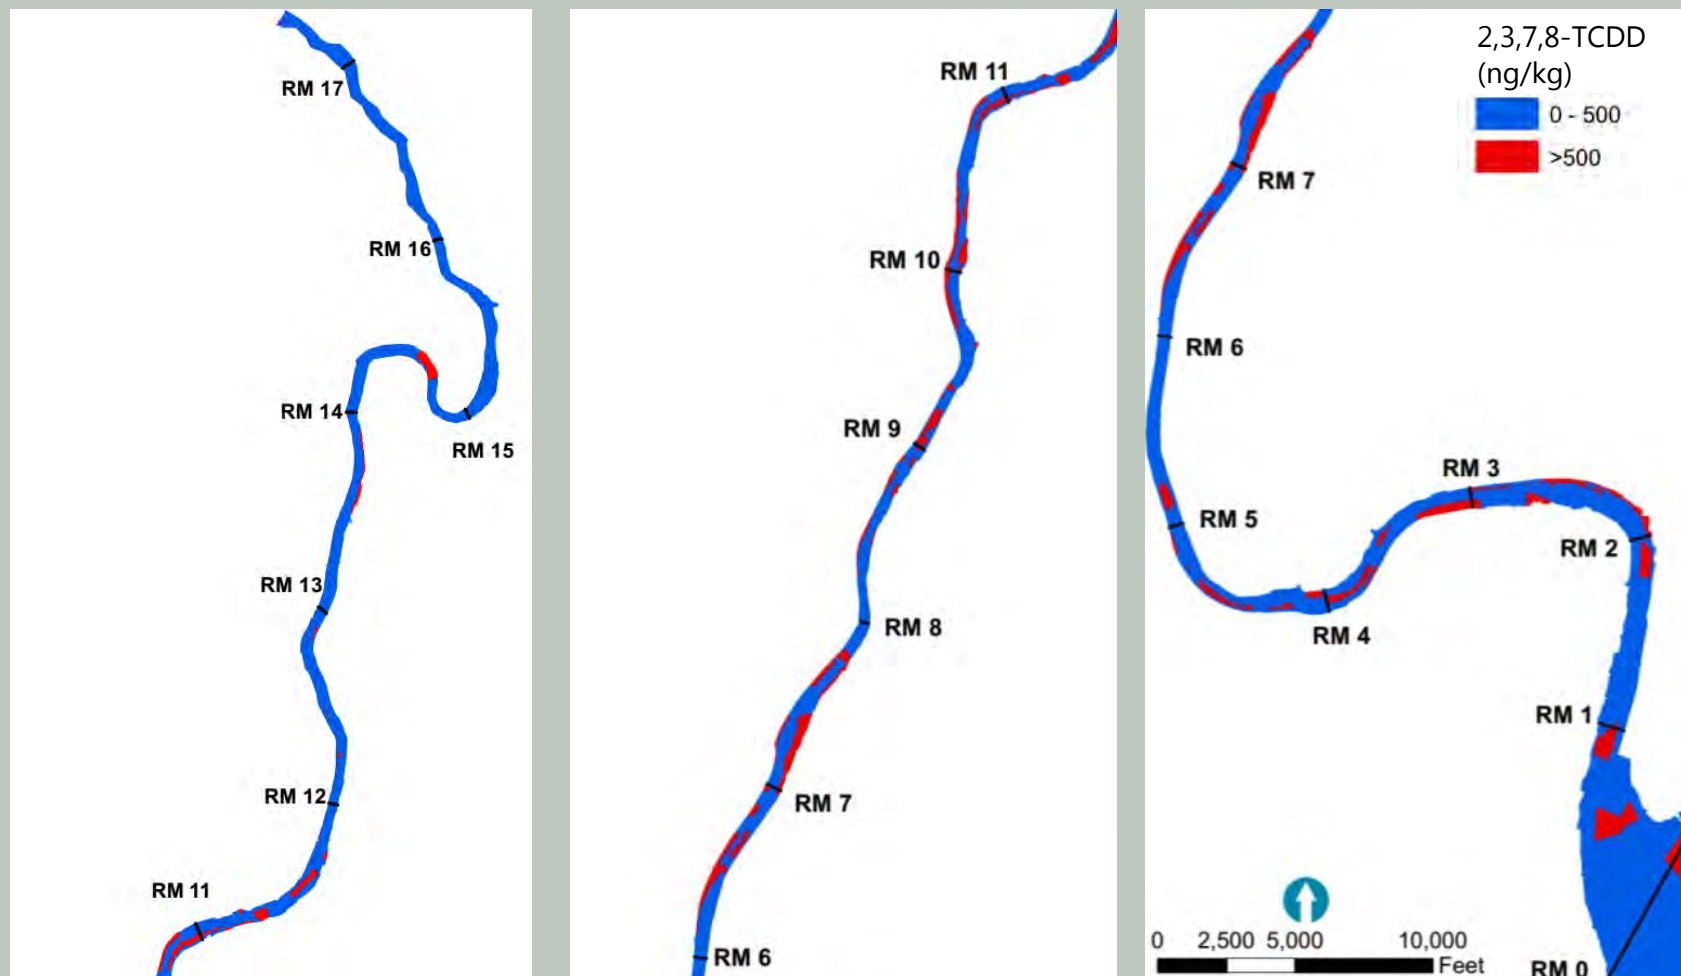 RM 17
RM 16
RM 14
RM 15
RM 13
RM 12
RM 11
RM 11
RM 10
RM 9
RM 8
RM 7
RM 6
2,3,7,8-TCDD
(ng/kg)
0 - 500
>500
RM 7
RM 6
RM 3
RM 5
RM 2
RM 4
RM 1
0 2,500 5,000 10,000
Feet
RM 0